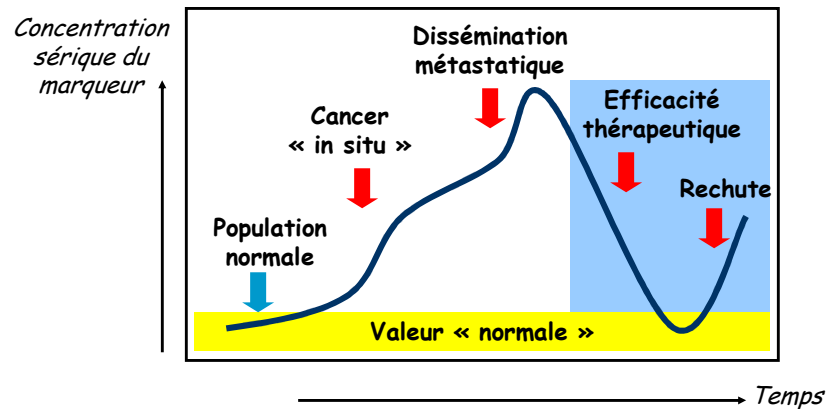 Concentration
sérique du
marqueur
Dissémination
métastatique
Cancer
« in situ »
Efficacité
thérapeutique
Rechute
Population
normale
Valeur « normale »
Temps